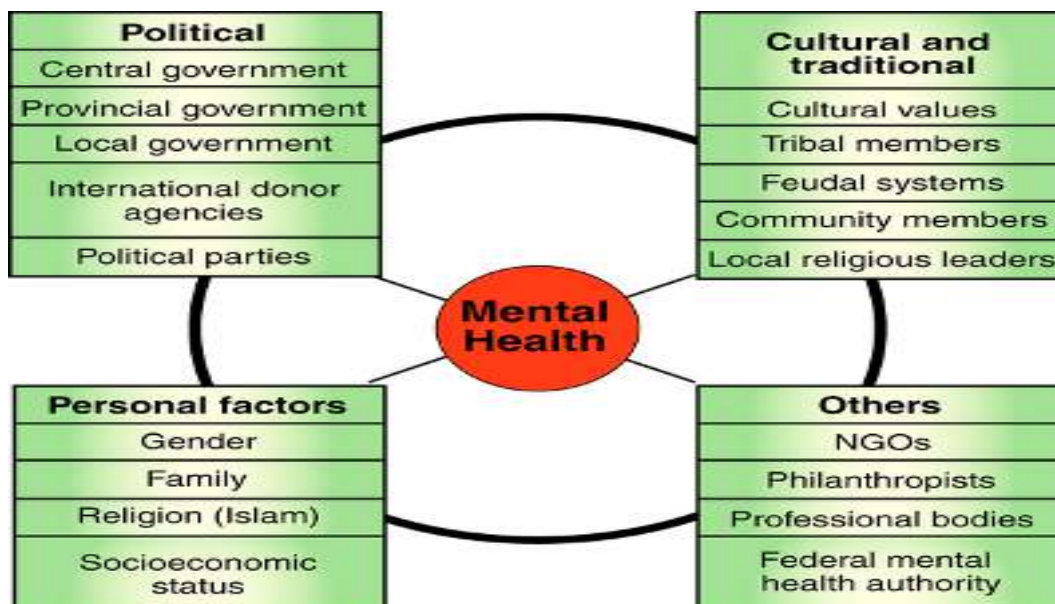 Political
Central government
Provincial government
Local government
International donor
agencies
Political parties
Cultural and
traditional
Cultural values
Tribal members
Feudal systems
Community members
Local religious leaders
Mental
Health
Personal factors
Gender
Family
Religion (Islam)
Socioeconomic
status
Others
NGOs
Philanthropists
Professional bodies
Federal mental
health authority